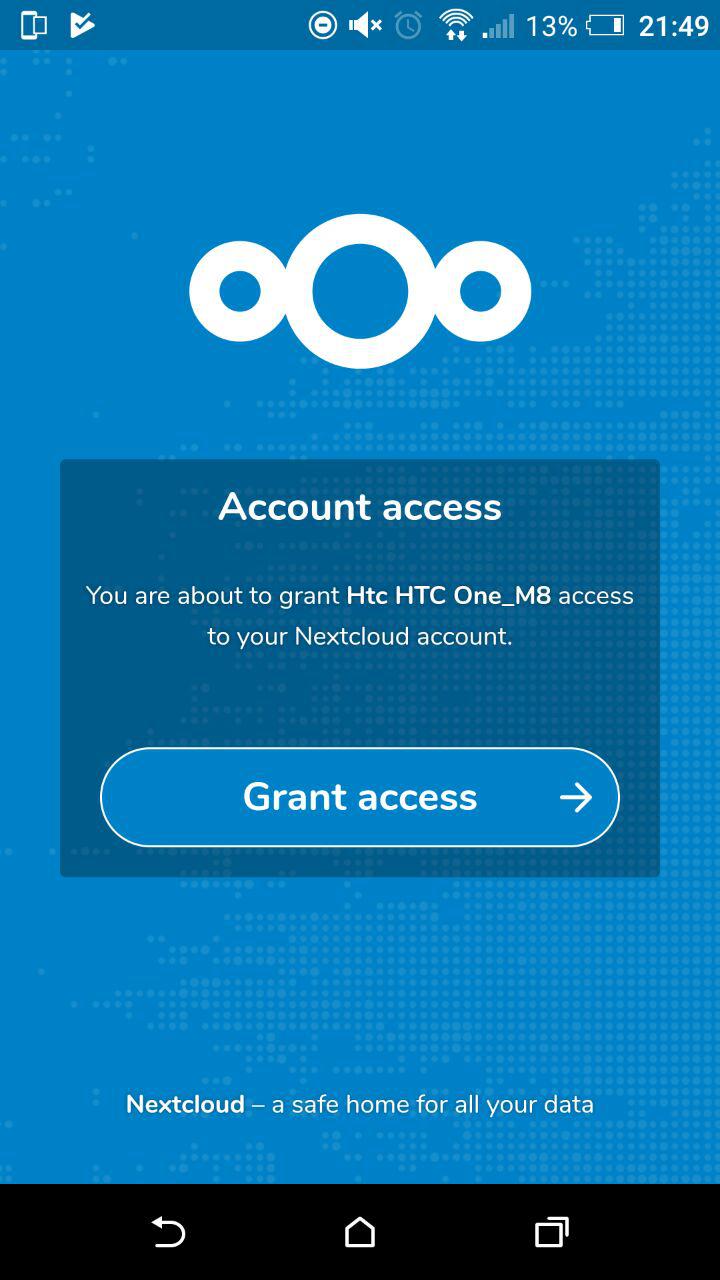 13% 21:49
Account access
You are about to grant Htc HTC One_M8 access
to your Nextcloud account.
Grant access
Nextcloud – a safe home for all your data